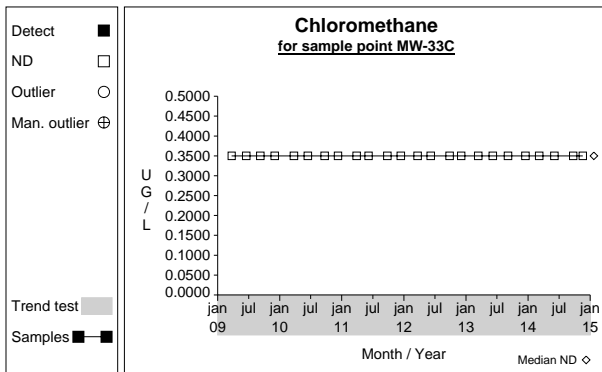 Detect
ND
Outlier
Man. outlier
Trend test
Samples
Chloromethane
for sample point MW-33C
U
G
/
L
0.5000
0.4500
0.4000
0.3500
0.3000
0.2500
0.2000
0.1500
0.1000
0.0500
0.0000
jan jul jan jul jan jul jan jul jan jul jan jul jan
09 10 11 12 13 14 15
Month / Year
Median ND